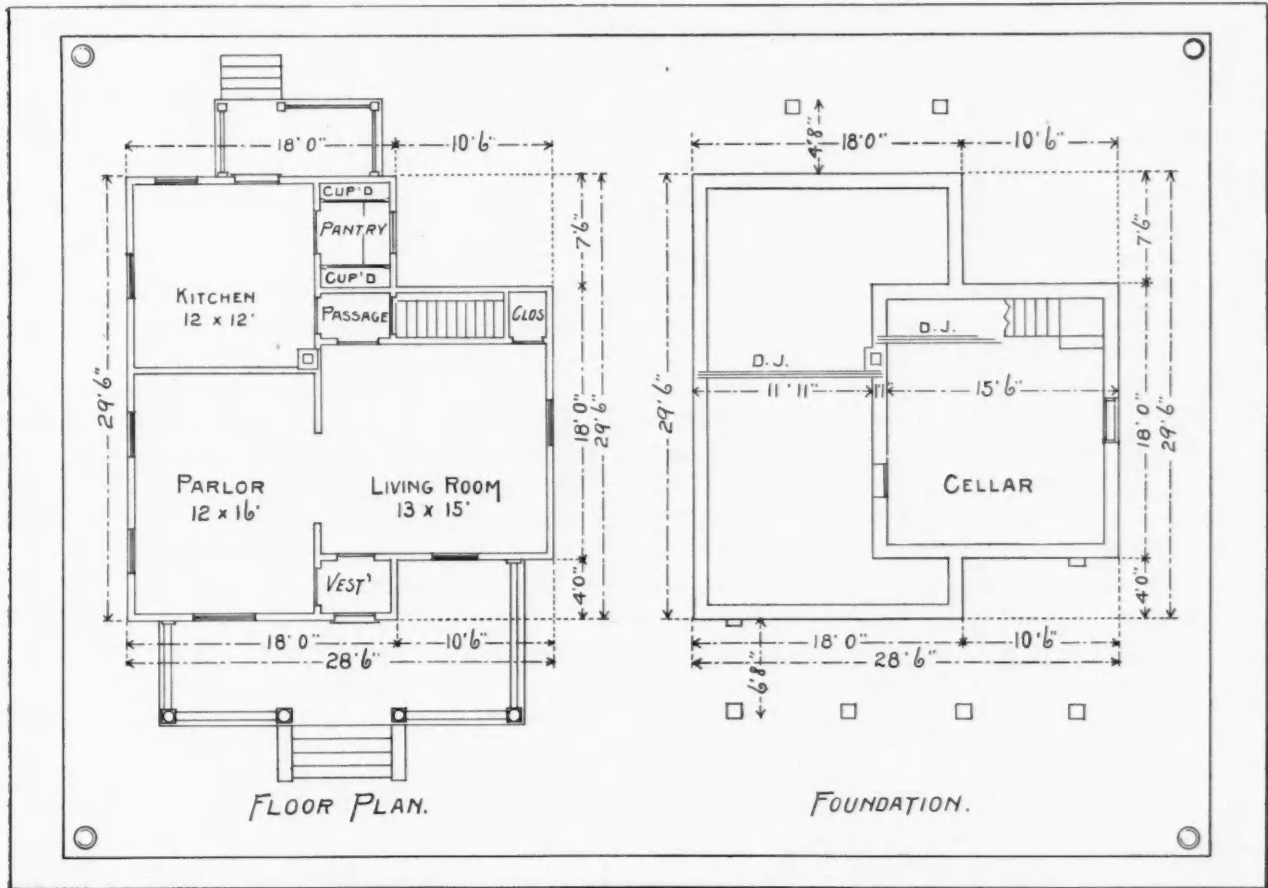 18'0"
10'6"
CUP'D
PANTRY
CUP'D
KITCHEN
12 x 12'
PASSAGE
CLOS
29'6"
7'6"
18'0"
29'6"
4'0"
PARLOR
12 x 16'
LIVING ROOM
13 x 15'
VEST'
18'0"
10'6"
28'6"
FLOOR PLAN.
4'8"
18'0"
10'6"
7'6"
D.J.
D.J.
11'11"
1'1"
15'6"
29'6"
18'0"
29'6"
CELLAR
4'0"
18'0"
10'6"
28'6"
6'8"
FOUNDATION.